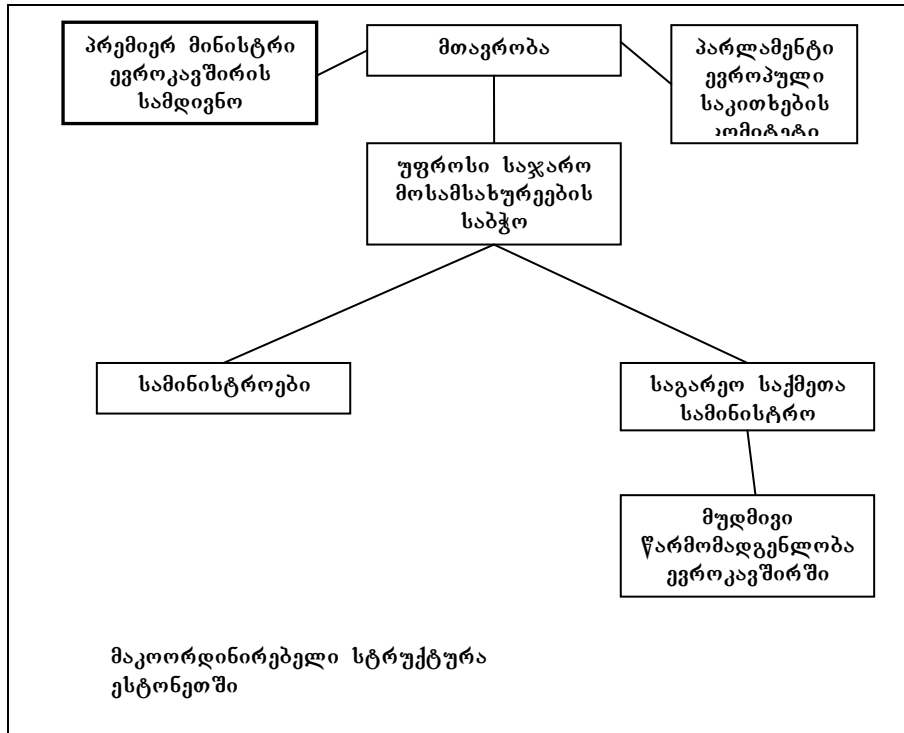 პრემიერ მინისტრი
ევროკავშირის
სამდივნო
მთავრობა
პარლამენტი
ევროპული
საკითხების
კომიტეტი
უფროსი საჯარო
მოსამსახურეების
საბჭო
სამინისტროები
საგარეო საქმეთა
სამინისტრო
მუდმივი
წარმომადგენლობა
ევროკავშირში
მაკოორდინირებელი სტრუქტურა
ესტონეთში